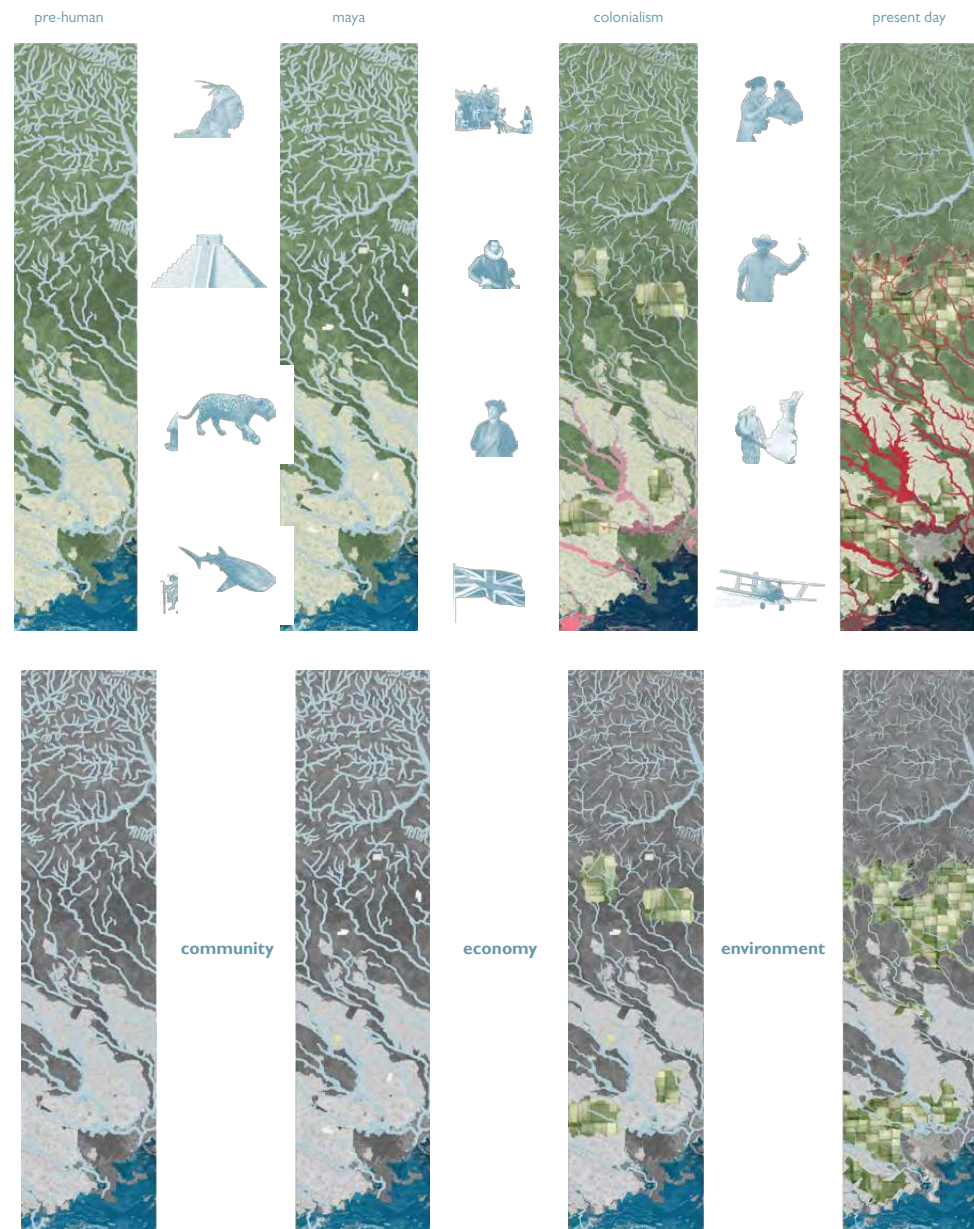 pre-human
maya
colonialism
present day
community
economy
environment